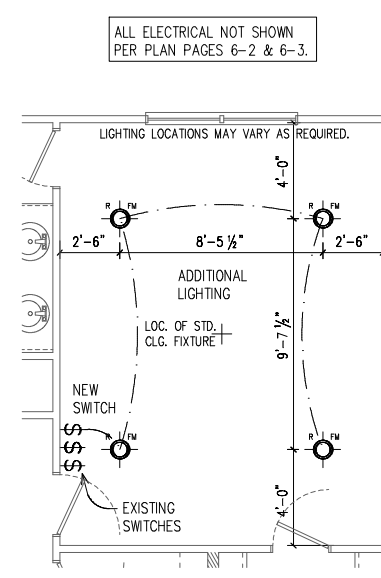 ALL ELECTRICAL NOT SHOWN
PER PLAN PAGES 6-2 & 6-3.
LIGHTING LOCATIONS MAY VARY AS REQUIRED.
4'-0"
R FM
R FM
2'-6"
8'-5 1/2"
2'-6"
ADDITIONAL
LIGHTING
LOC. OF STD.
CLG. FIXTURE
9'-7 1/2"
NEW
SWITCH
$
$
$
R FM
R FM
EXISTING
SWITCHES
4'-0"